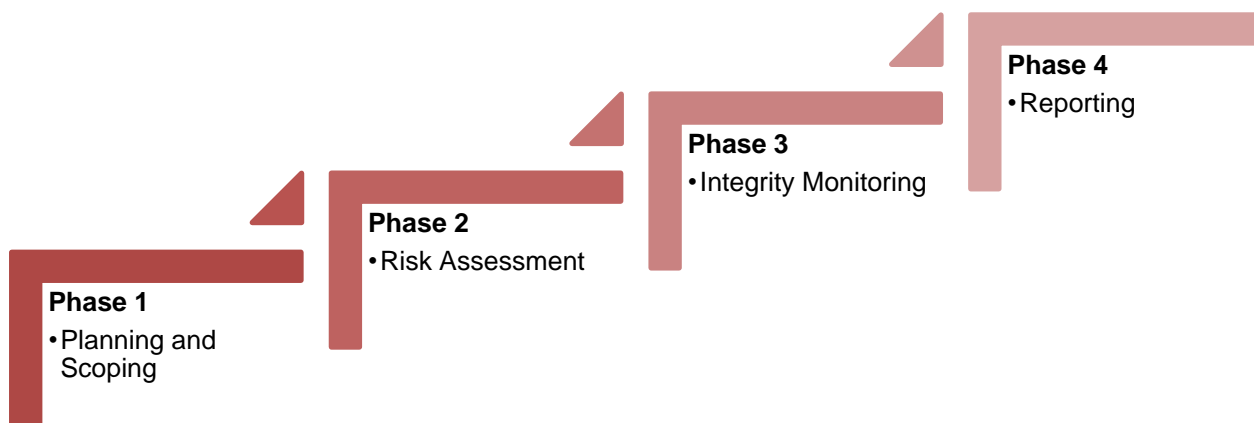 Phase 1
•Planning and
Scoping
Phase 2
•Risk Assessment
Phase 3
•Integrity Monitoring
Phase 4
•Reporting